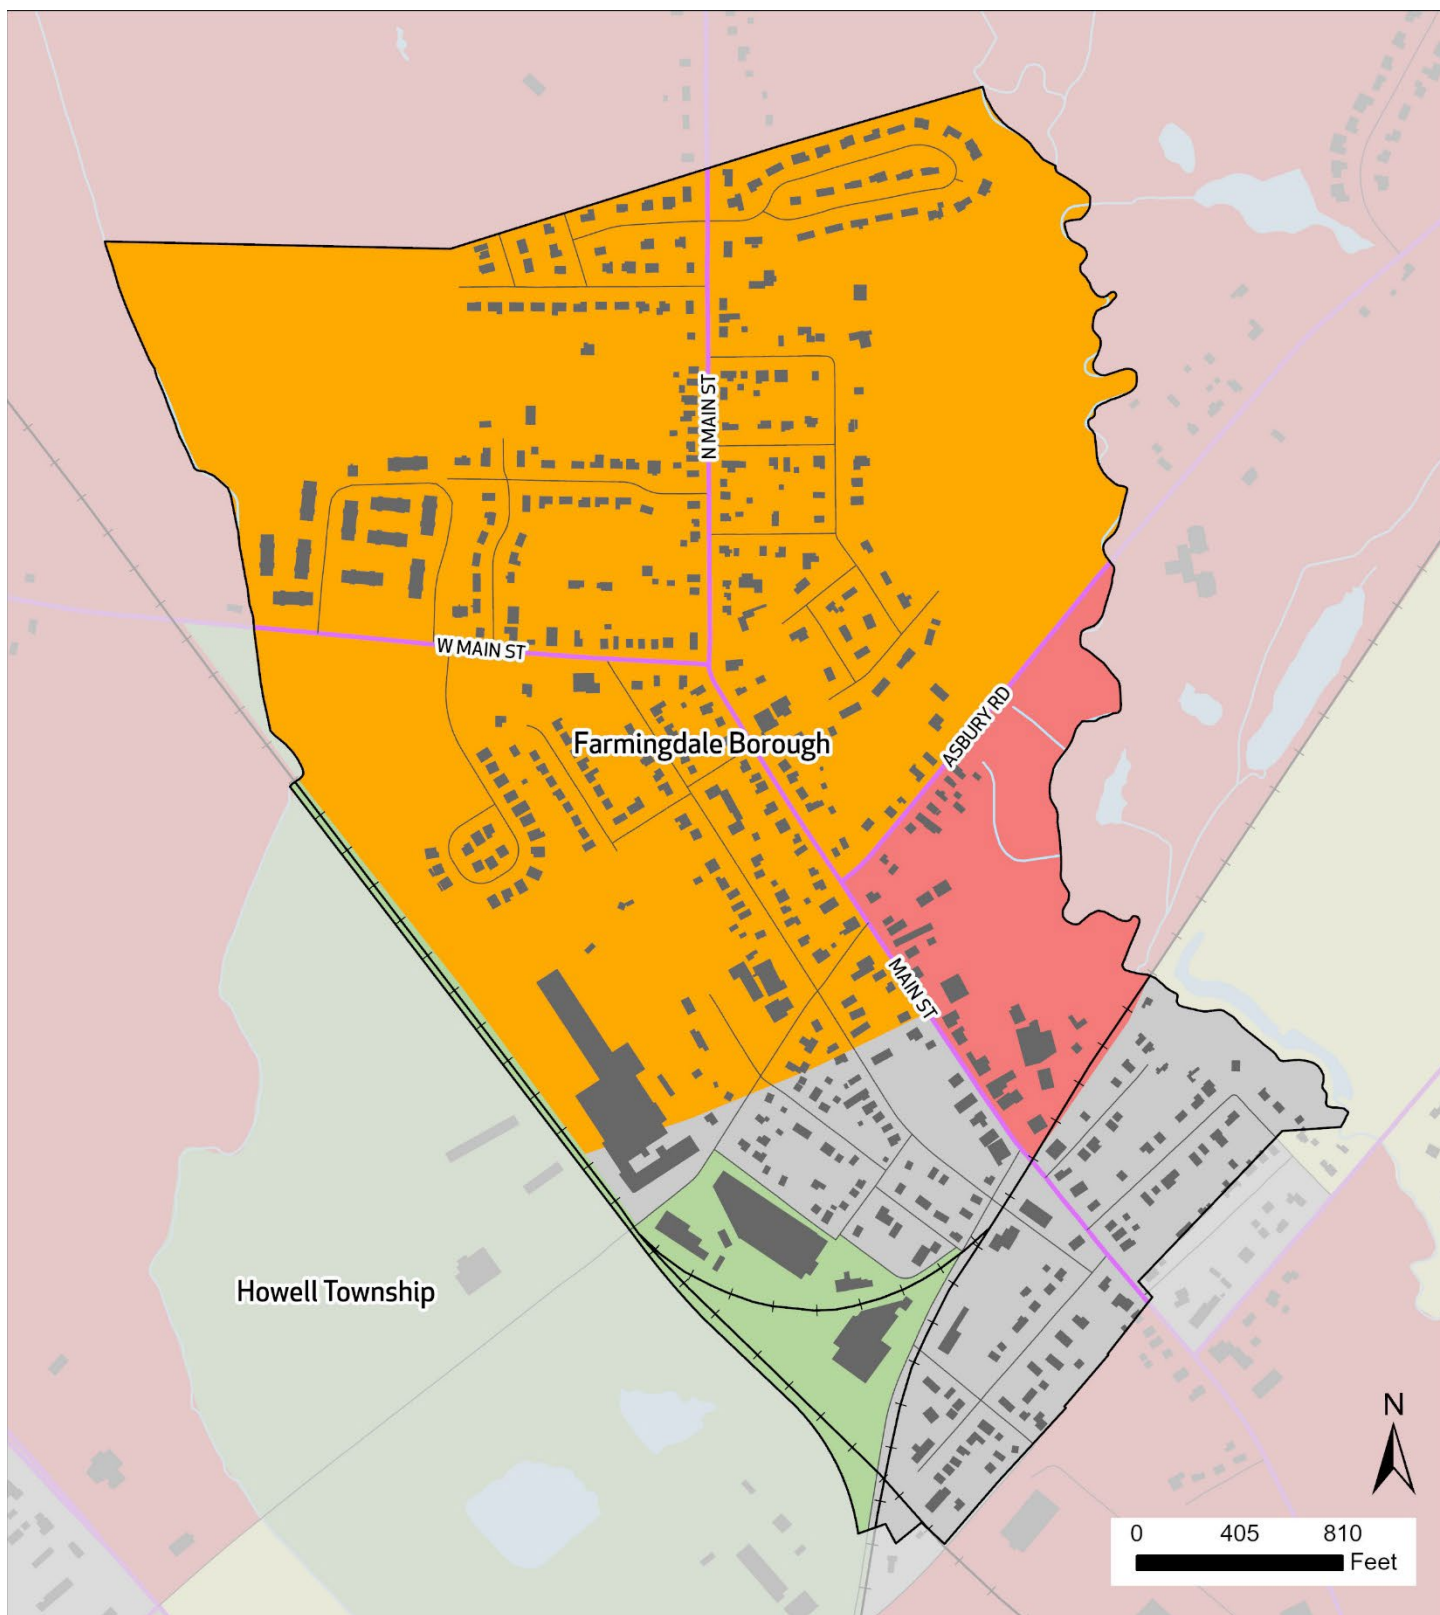 N MAIN ST
W MAIN ST
ASBURY RD
Farmingdale Borough
MAIN ST
Howell Township
N
0 405 810
Feet